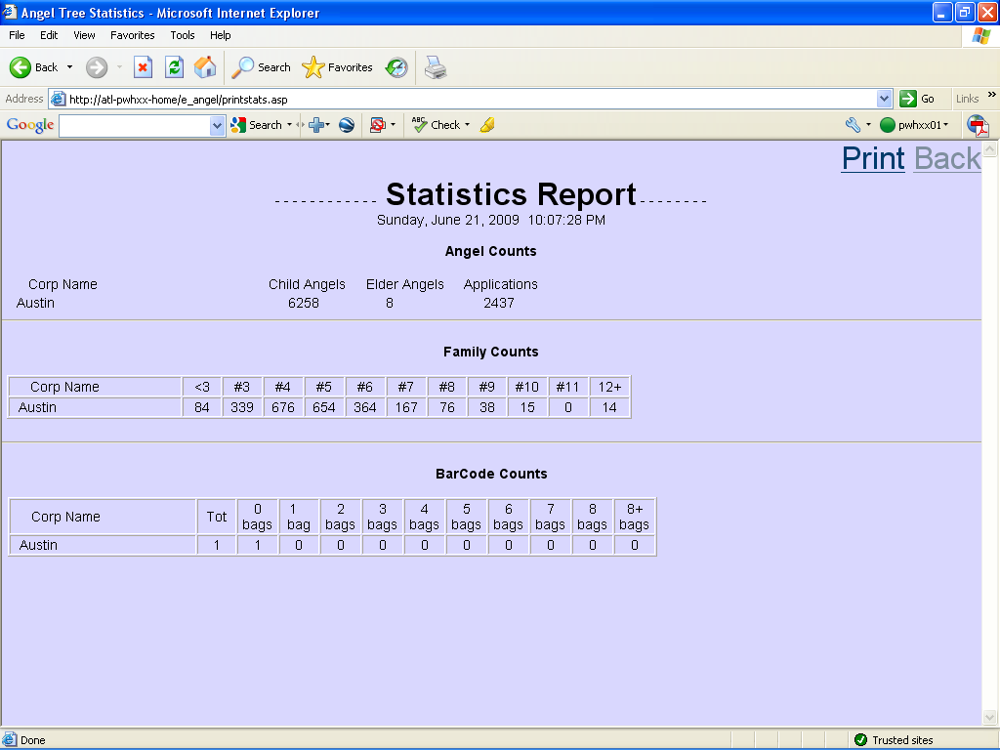 Angel Tree Statistics - Microsoft Internet Explorer
File Edit View Favorites Tools Help
Back Search Favorites
Address http://atl-pwhxx-home/e_angel/printstats.asp Go Links »
Google Search ABC Check pwhxx01
Print Back
------------ Statistics Report --------
Sunday, June 21, 2009 10:07:28 PM
Angel Counts
Corp Name Child Angels Elder Angels Applications
Austin 6258 8 2437
Family Counts
Corp Name <3 #3 #4 #5 #6 #7 #8 #9 #10 #11 12+
Austin 84 339 676 654 364 167 76 38 15 0 14
BarCode Counts
Corp Name Tot 0 bags 1 bag 2 bags 3 bags 4 bags 5 bags 6 bags 7 bags 8 bags 8+ bags
Austin 1 1 0 0 0 0 0 0 0 0 0
Done Trusted sites